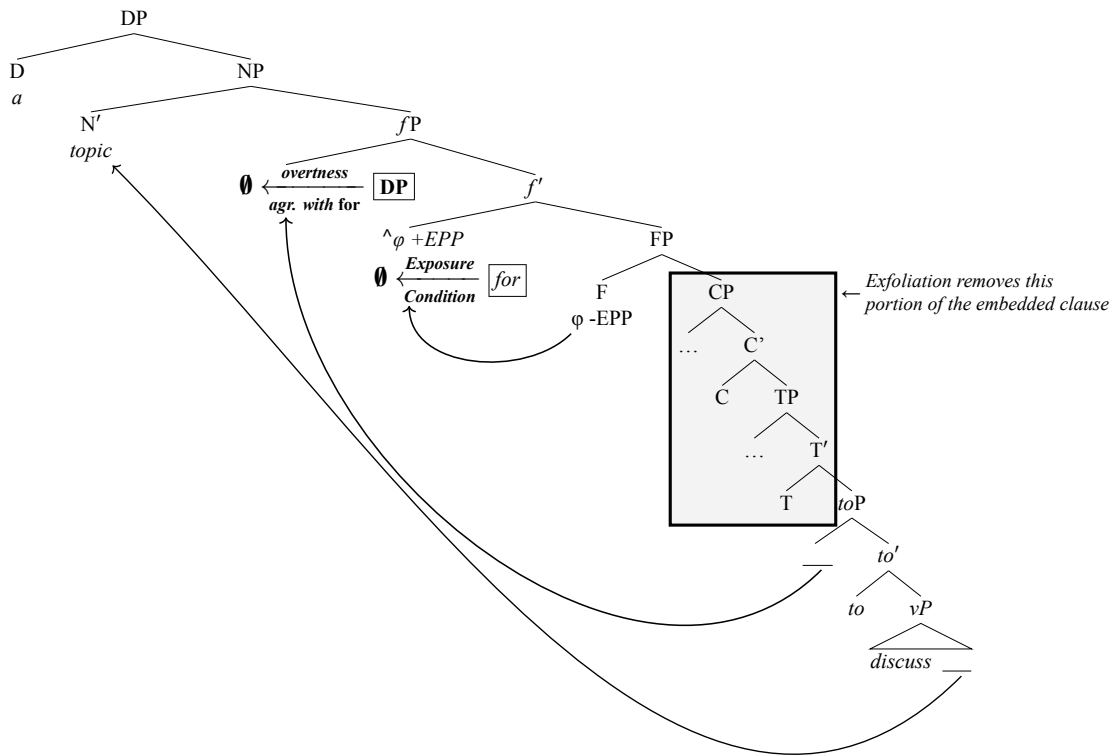 DP
D NP
a
N′ fP
topic
overtness
∅ DP f′
agr. with for
^φ +EPP FP
Exposure
∅ for F CP
Condition
← Exfoliation removes this
portion of the embedded clause
φ -EPP
… C’
C TP
… T′
T toP
to′
to vP
discuss